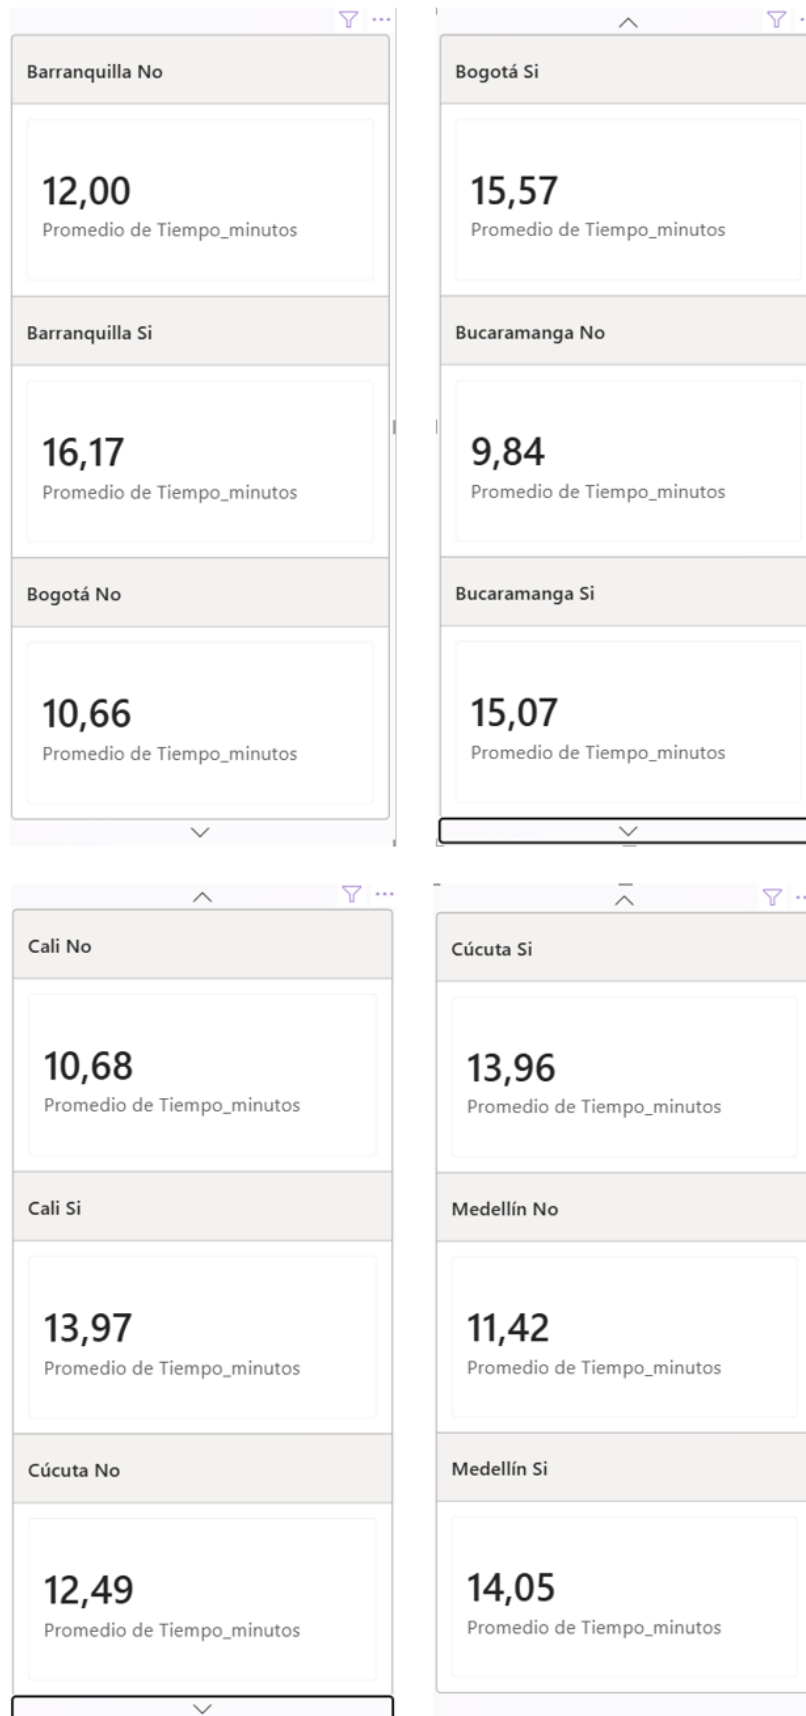 Barranquilla No
12,00
Promedio de Tiempo_minutos
Barranquilla Si
16,17
Promedio de Tiempo_minutos
Bogotá No
10,66
Promedio de Tiempo_minutos
Bogotá Si
15,57
Promedio de Tiempo_minutos
Bucaramanga No
9,84
Promedio de Tiempo_minutos
Bucaramanga Si
15,07
Promedio de Tiempo_minutos
Cali No
10,68
Promedio de Tiempo_minutos
Cali Si
13,97
Promedio de Tiempo_minutos
Cúcuta No
12,49
Promedio de Tiempo_minutos
Cúcuta Si
13,96
Promedio de Tiempo_minutos
Medellín No
11,42
Promedio de Tiempo_minutos
Medellín Si
14,05
Promedio de Tiempo_minutos